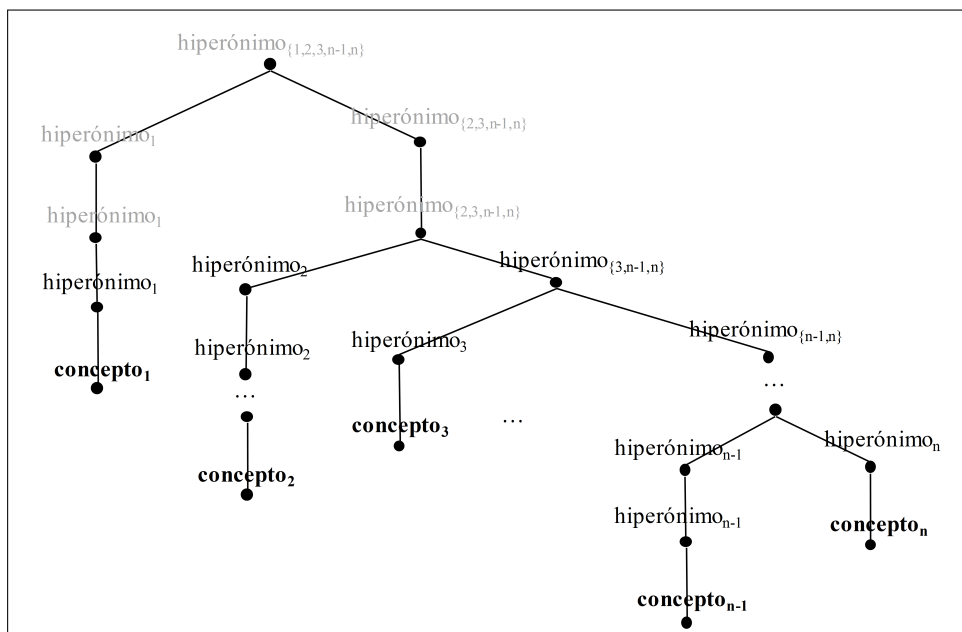 hiperónimo{1,2,3,n-1,n}
hiperónimo1
hiperónimo{2,3,n-1,n}
hiperónimo1
hiperónimo{2,3,n-1,n}
hiperónimo1
hiperónimo2
hiperónimo{3,n-1,n}
hiperónimo2
hiperónimo3
hiperónimo{n-1,n}
concepto1
...
...
concepto3
...
hiperónimon-1
hiperónimon
concepto2
hiperónimon-1
concepton
concepton-1